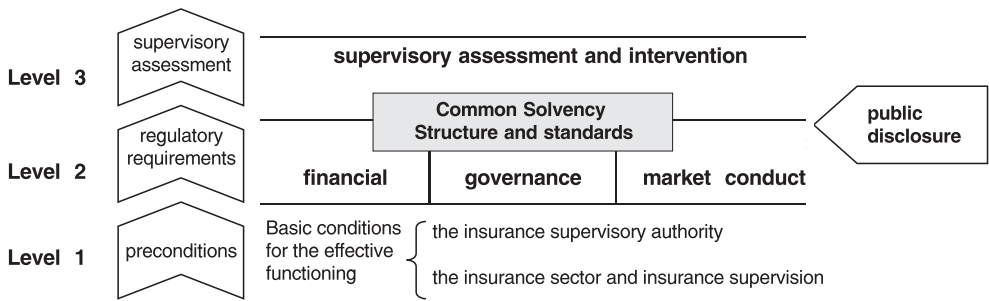 Level 3
supervisory
assessment
supervisory assessment and intervention
Common Solvency
Structure and standards
public
disclosure
Level 2
regulatory
requirements
financial
governance
market conduct
Level 1
preconditions
Basic conditions
for the effective
functioning
the insurance supervisory authority
the insurance sector and insurance supervision